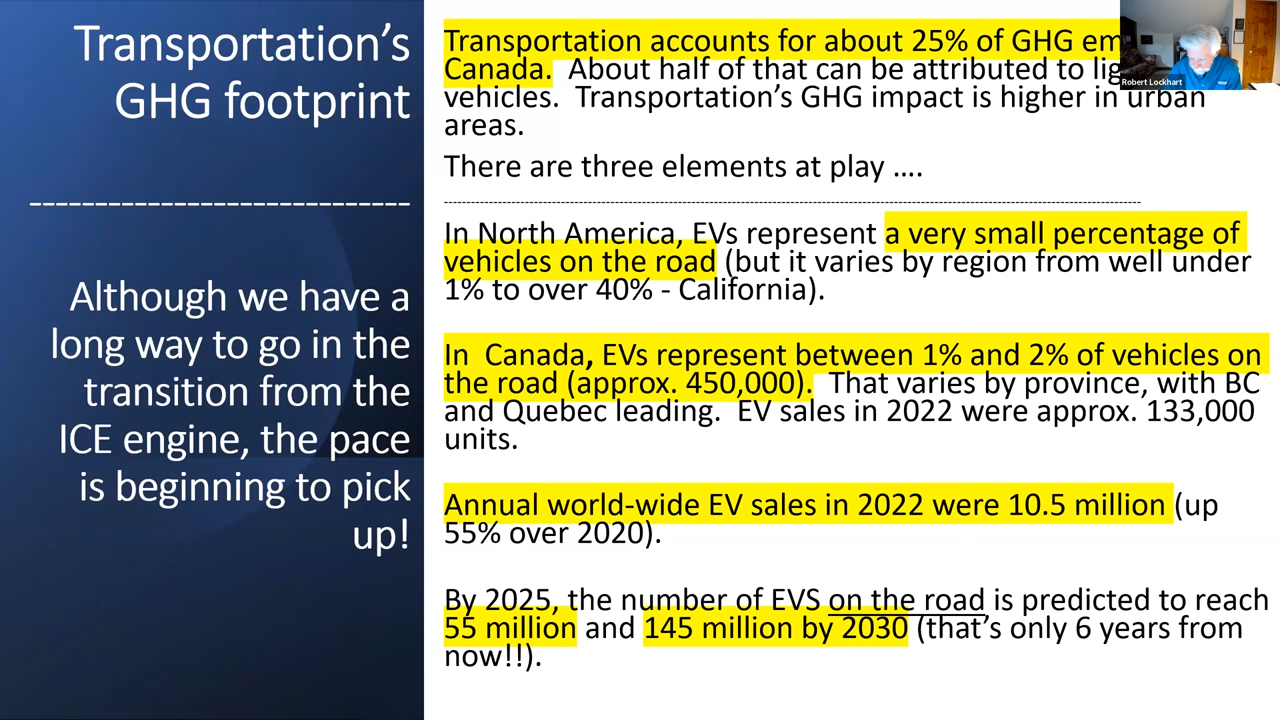 Transportation's
GHG footprint
-----------------------------
Although we have a
long way to go in the
transition from the
ICE engine, the pace
is beginning to pick
up!
Transportation accounts for about 25% of GHG
Canada. About half of that can be attributed to
vehicles. Transportation's GHG impact is higher in urban
areas.
There are three elements at play ....
In North America, EVs represent a very small percentage of
vehicles on the road (but it varies by region from well under
1% to over 40% - California).
In Canada, EVs represent between 1% and 2% of vehicles on
the road (approx. 450,000). That varies by province, with BC
and Quebec leading. EV sales in 2022 were approx. 133,000
units.
Annual world-wide EV sales in 2022 were 10.5 million (up
55% over 2020).
By 2025, the number of EVS on the road is predicted to reach
55 million and 145 million by 2030 (that's only 6 years from
now!!).
Robert Lockhart